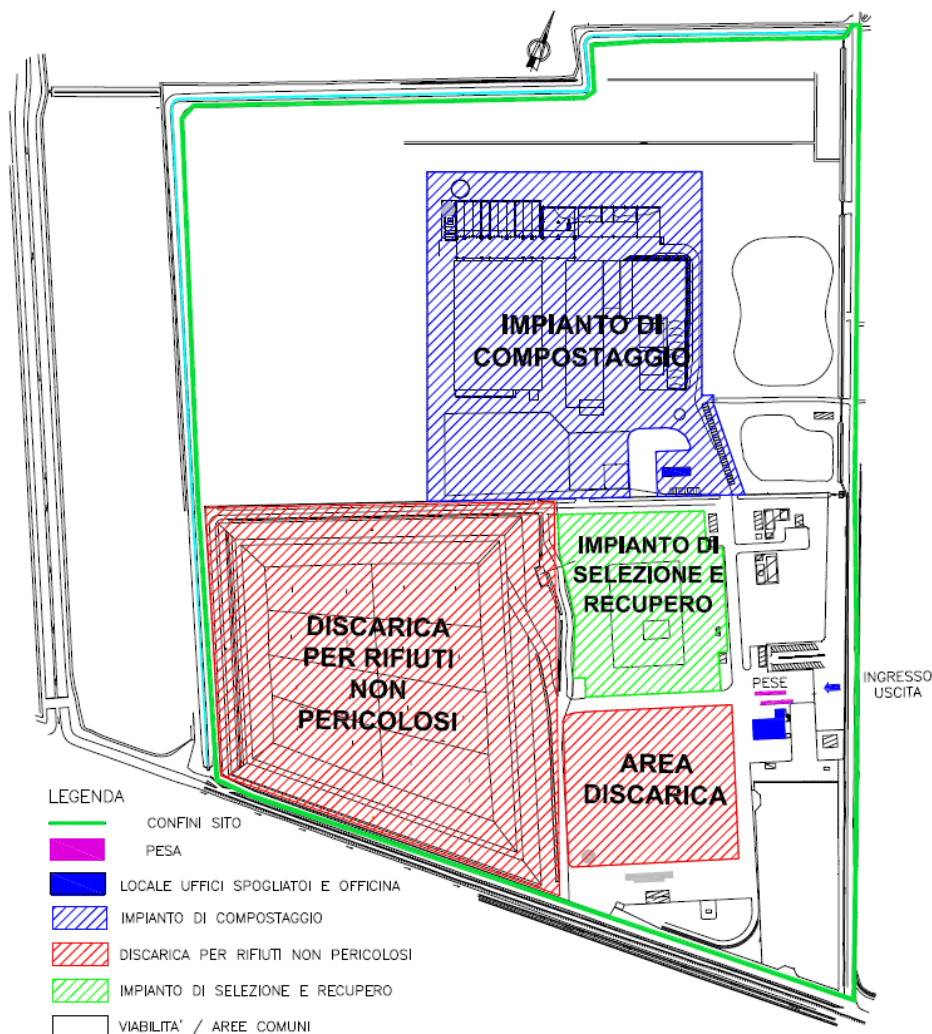 IMPIANTO DI
COMPOSTAGGIO
IMPIANTO DI
SELEZIONE E
RECUPERO
DISCARICA
PER RIFIUTI
NON
PERICOLOSI
PESE
INGRESSO
USCITA
AREA
DISCARICA
LEGENDA
CONFINI SITO
PESA
LOCALE UFFICI SPOGLIATOI E OFFICINA
IMPIANTO DI COMPOSTAGGIO
DISCARICA PER RIFIUTI NON PERICOLOSI
IMPIANTO DI SELEZIONE E RECUPERO
VIABILITA' / AREE COMUNI